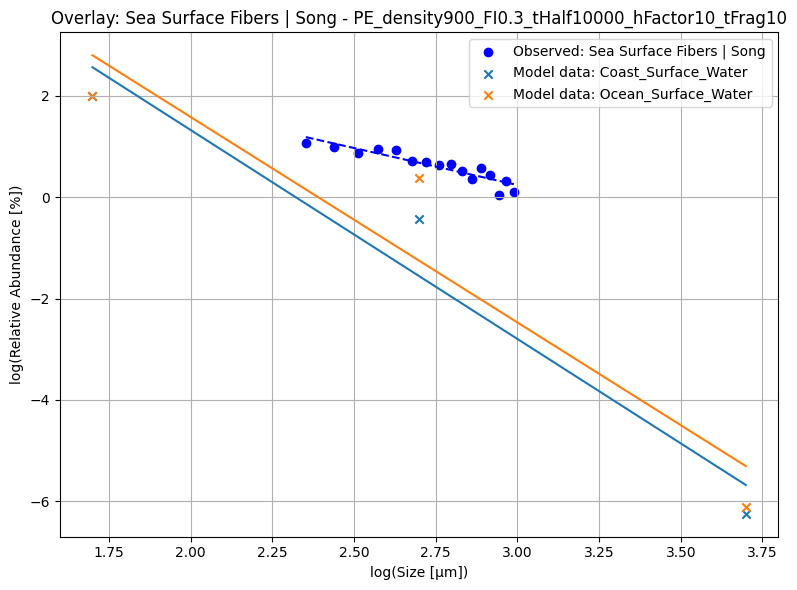 Overlay: Sea Surface Fibers | Song - PE_density900_FI0.3_tHalf10000_hFactor10_tFrag10
Observed: Sea Surface Fibers | Song
Model data: Coast_Surface_Water
Model data: Ocean_Surface_Water
log(Relative Abundance [%])
2
0
−2
−4
−6
1.75 2.00 2.25 2.50 2.75 3.00 3.25 3.50 3.75
log(Size [µm])